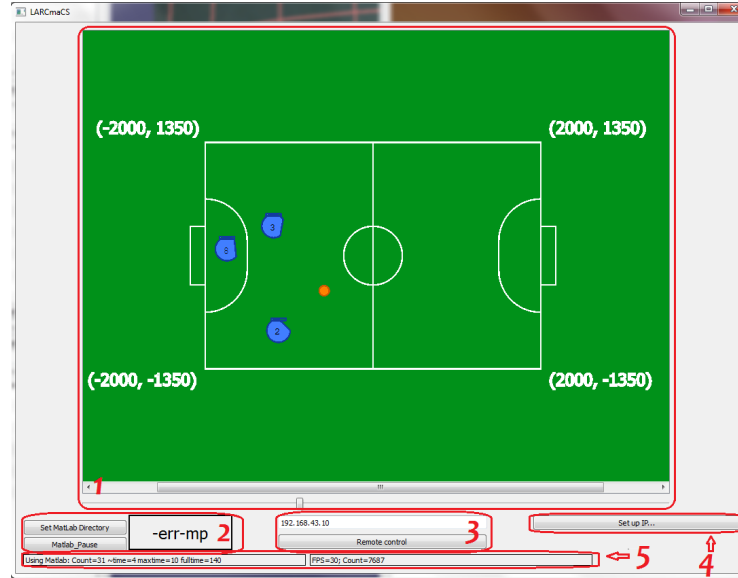 LARCmaCS
(-2000, 1350)
(2000, 1350)
3
8
2
(-2000, -1350)
(2000, -1350)
1
Set MatLab Directory
Matlab_Pause
-err-mp
2
192.168.43.10
Remote control
3
Set up IP...
4
Using Matlab: Count=31 ~time=4 maxtime=10 fulltime=140
FPS=30; Count=7687
5